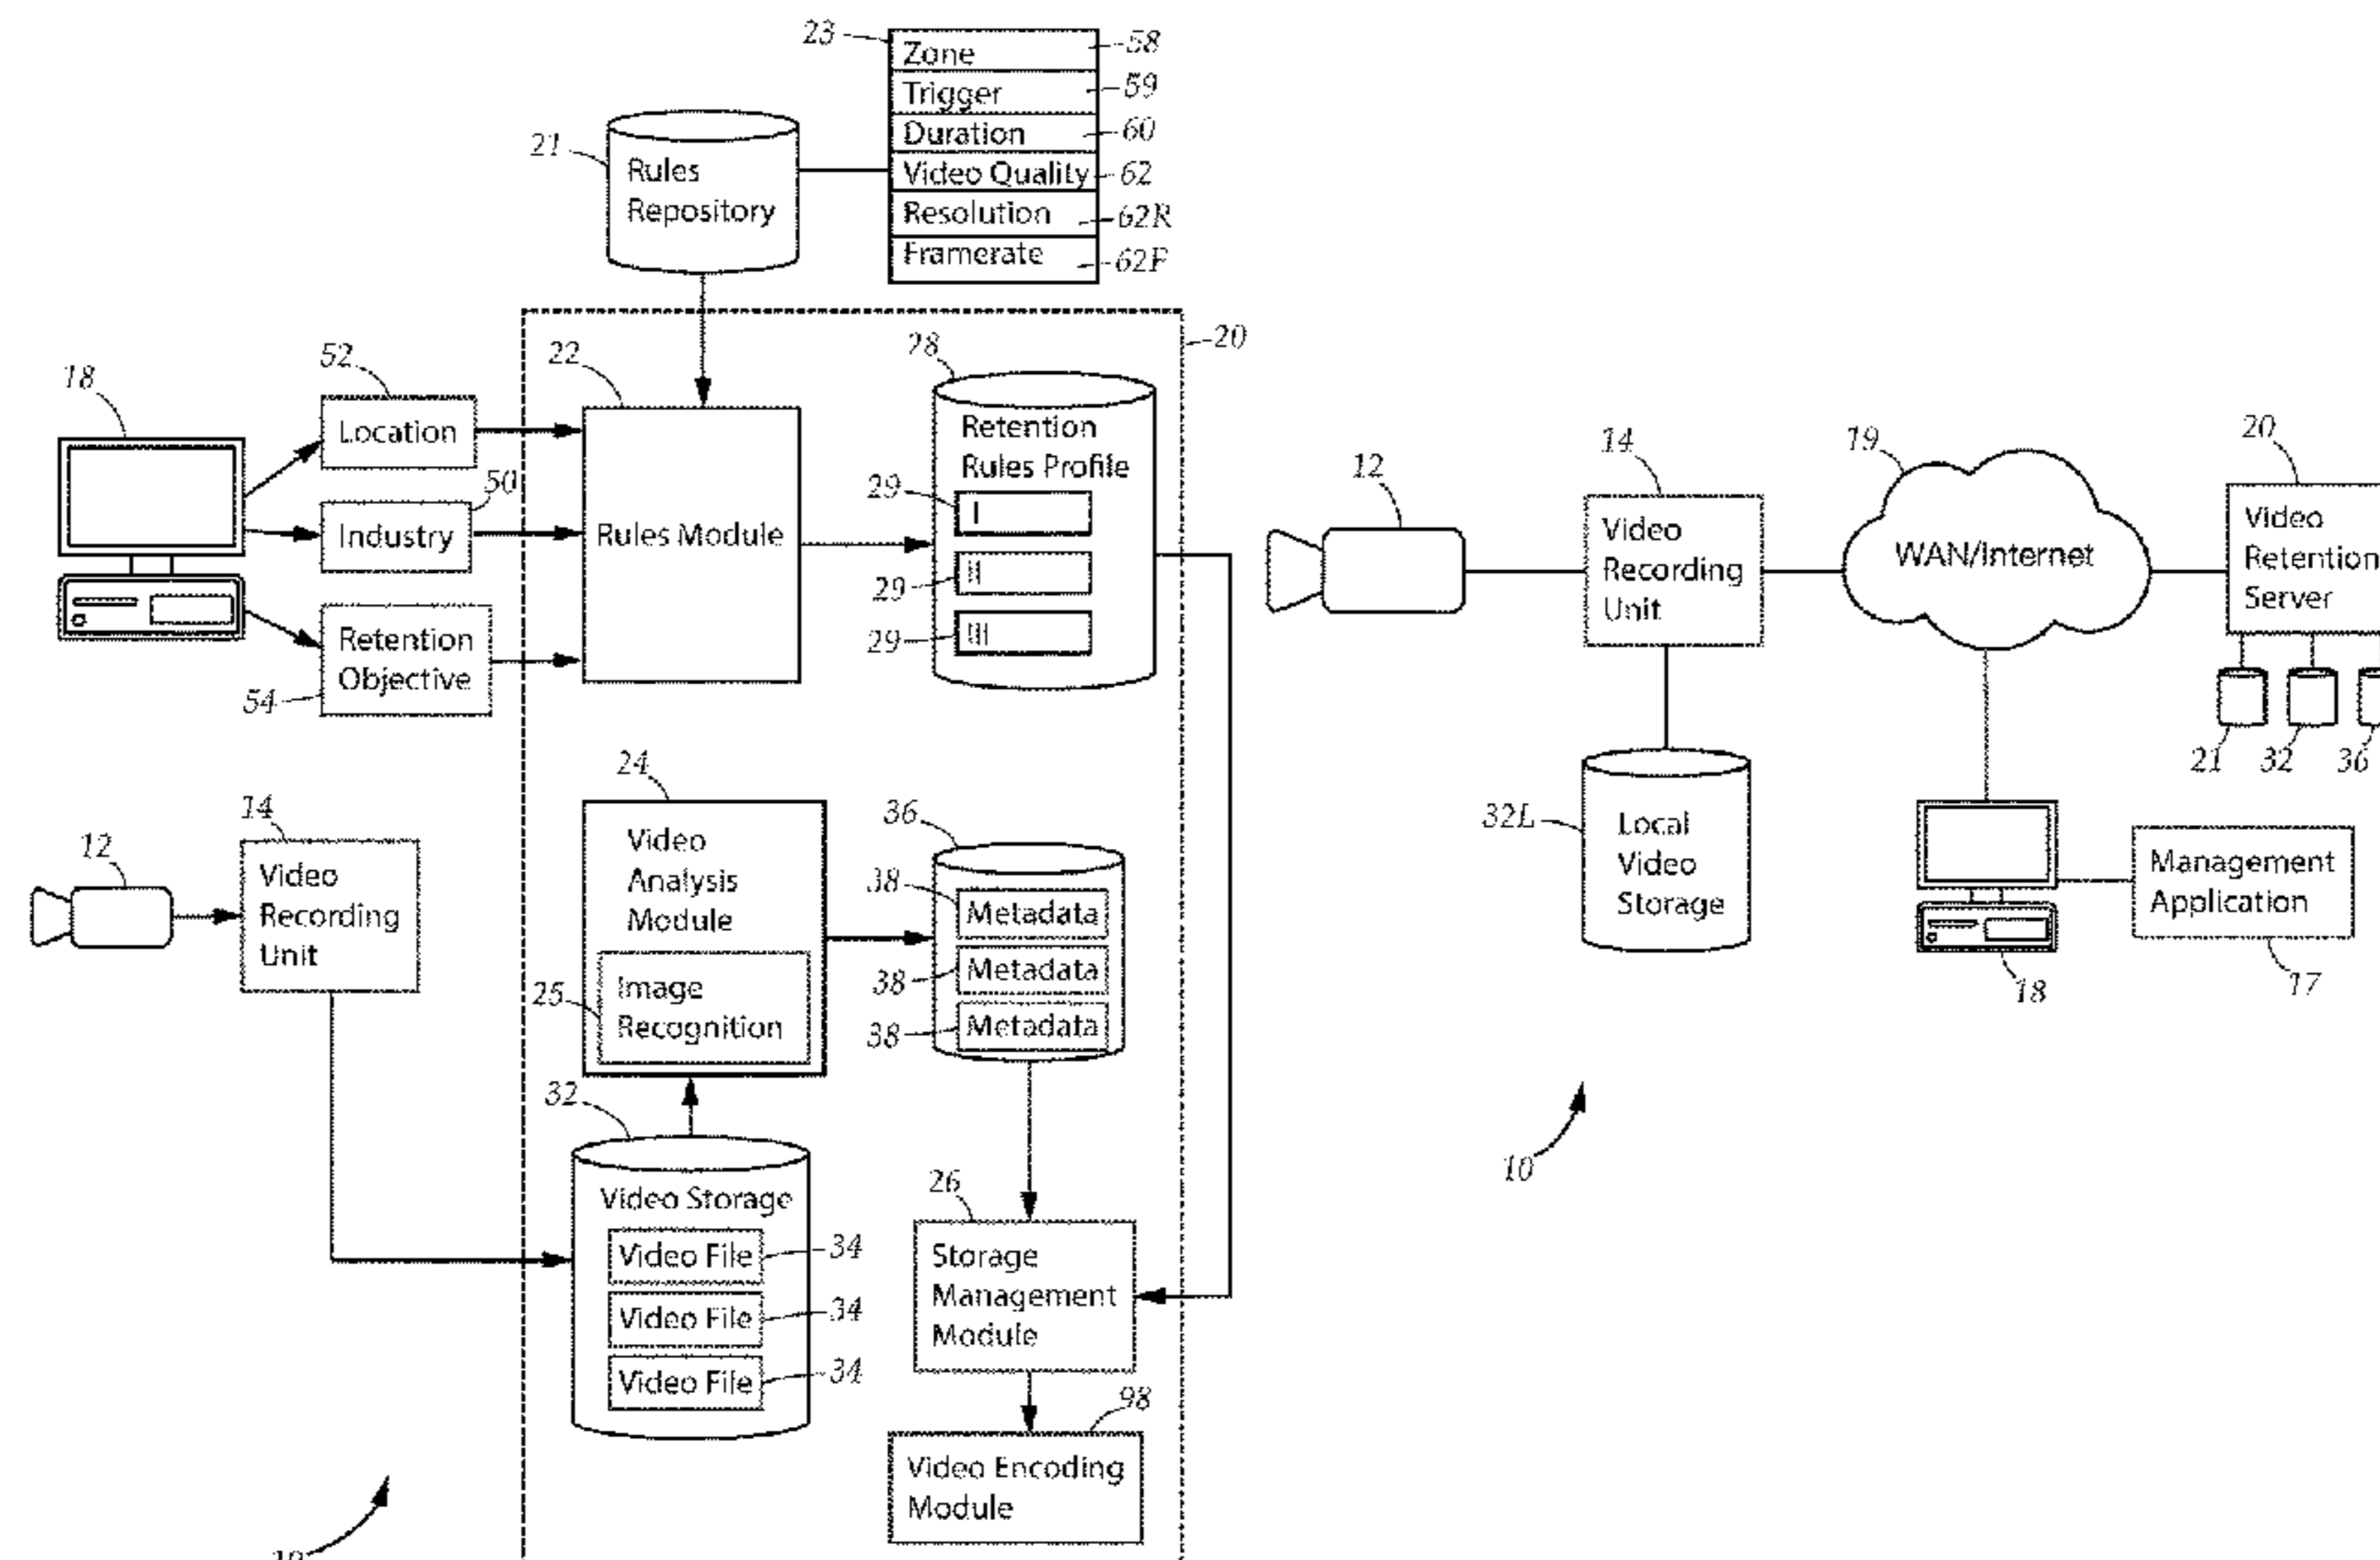 23
Zone
58
Trigger
59
Duration
60
Video Quality
62
Resolution
62R
Framerate
62F
21
Rules
Repository
20
18
52
Location
50
Industry
Retention
Objective
54
22
Rules Module
28
Retention
Rules Profile
29
I
29
II
29
III
12
14
Video
Recording
Unit
24
Video
Analysis
Module
25
Image
Recognition
36
38
Metadata
38
Metadata
38
Metadata
32
Video Storage
Video File
34
Video File
34
Video File
34
26
Storage
Management
Module
98
Video Encoding
Module
10
12
14
Video
Recording
Unit
19
WAN/Internet
20
Video
Retention
Server
21
32
36
32L
Local
Video
Storage
18
Management
Application
17
10